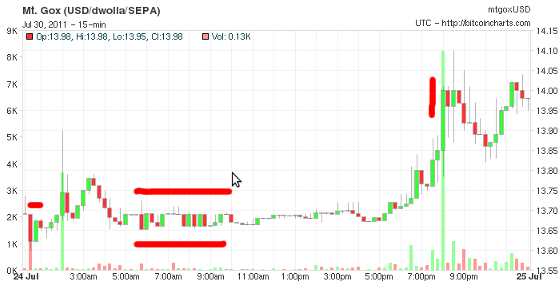 Mt. Gox (USD/dwolla/SEPA)
mtgoxUSD
Jul 30, 2011 - 15-min
UTC - http://bitcoincharts.com
Op:13.98, Hi:13.98, Lo:13.95, Cl:13.98 Vol: 0.13K
9K
8K
7K
6K
5K
4K
3K
2K
1K
0K
14.15
14.10
14.05
14.00
13.95
13.90
13.85
13.80
13.75
13.70
13.65
13.60
13.55
24 Jul 3:00am 5:00am 7:00am 9:00am 11:00am 1:00pm 3:00pm 5:00pm 7:00pm 9:00pm 25 Jul